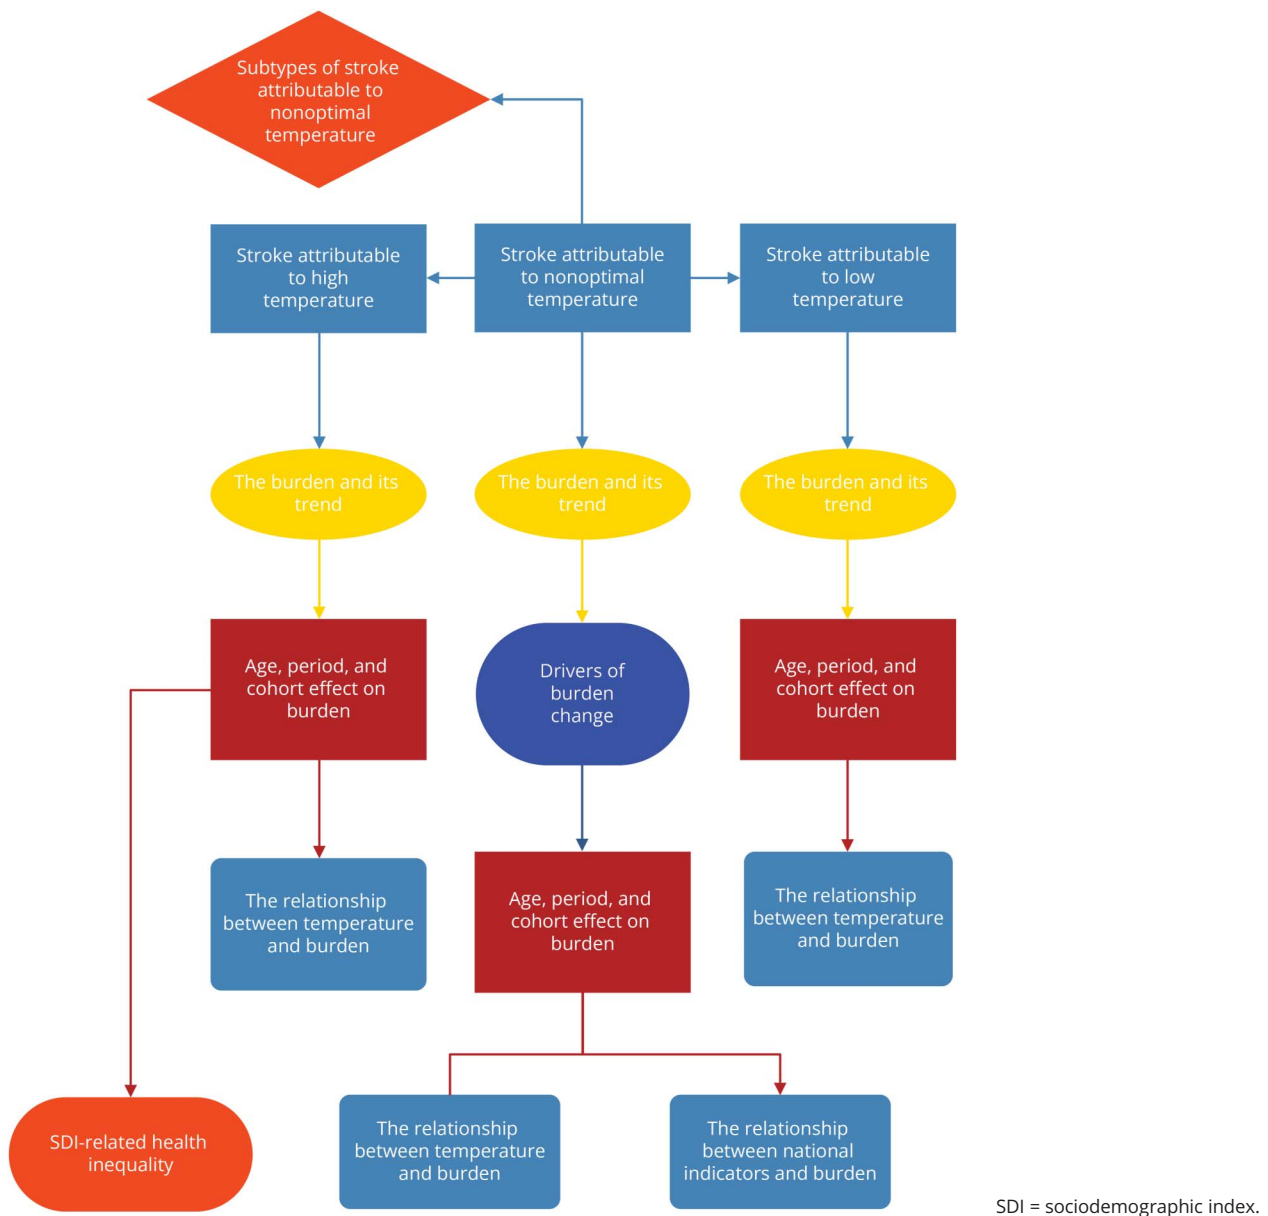 Subtypes of stroke
attributable to
nonoptimal
temperature
Stroke attributable
to high
temperature
Stroke attributable
to nonoptimal
temperature
Stroke attributable
to low
temperature
The burden and its
trend
The burden and its
trend
The burden and its
trend
Age, period, and
cohort effect on
burden
Drivers of
burden
change
Age, period, and
cohort effect on
burden
The relationship
between temperature
and burden
Age, period, and
cohort effect on
burden
The relationship
between temperature
and burden
SDI-related health
inequality
The relationship
between temperature
and burden
The relationship
between national
indicators and burden
SDI = sociodemographic index.